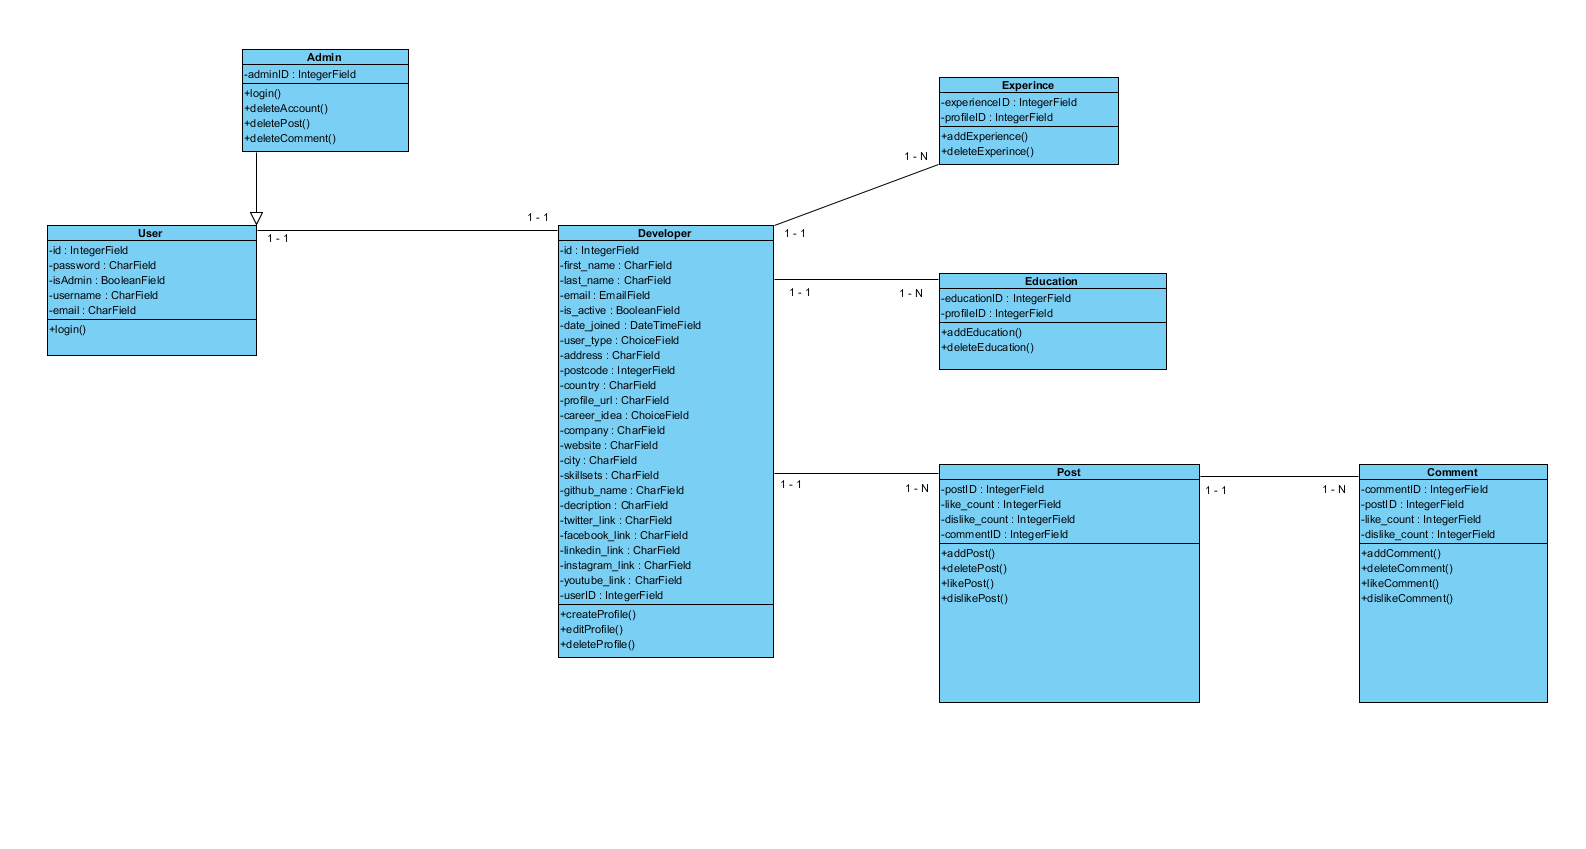 Admin
-adminID : IntegerField
+login()
+deleteAccount()
+deletePost()
+deleteComment()
User
-id : IntegerField
-password : CharField
-isAdmin : BooleanField
-username : CharField
-email : CharField
+login()
1 - 1
1 - 1
Developer
-id : IntegerField
-first_name : CharField
-last_name : CharField
-email : EmailField
-is_active : BooleanField
-date_joined : DateTimeField
-user_type : ChoiceField
-address : CharField
-postcode : IntegerField
-country : CharField
-profile_url : CharField
-career_idea : ChoiceField
-company : CharField
-website : CharField
-city : CharField
-skillsets : CharField
-github_name : CharField
-decription : CharField
-twitter_link : CharField
-facebook_link : CharField
-linkedin_link : CharField
-instagram_link : CharField
-youtube_link : CharField
-userID : IntegerField
+createProfile()
+editProfile()
+deleteProfile()
1 - 1
1 - N
Experince
-experienceID : IntegerField
-profileID : IntegerField
+addExperience()
+deleteExperince()
1 - 1
1 - N
Education
-educationID : IntegerField
-profileID : IntegerField
+addEducation()
+deleteEducation()
1 - 1
1 - N
Post
-postID : IntegerField
-like_count : IntegerField
-dislike_count : IntegerField
-commentID : IntegerField
+addPost()
+deletePost()
+likePost()
+dislikePost()
1 - 1
1 - N
Comment
-commentID : IntegerField
-postID : IntegerField
-like_count : IntegerField
-dislike_count : IntegerField
+addComment()
+deleteComment()
+likeComment()
+dislikeComment()